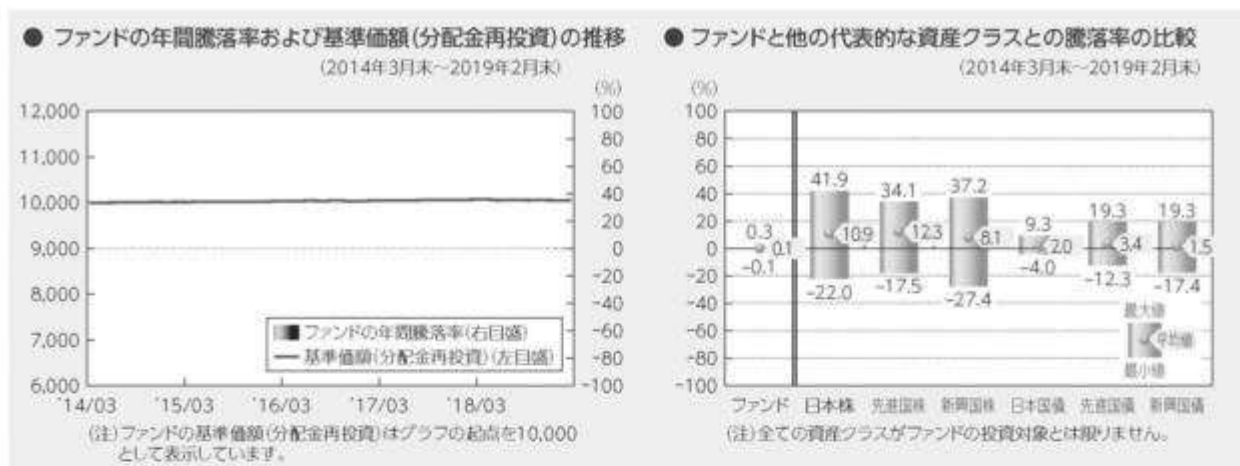 ● ファンドの年間騰落率および基準価額(分配金再投資)の推移
(2014年3月末～2019年2月末)
(%)
12,000
11,000
10,000
9,000
8,000
7,000
6,000
100
80
60
40
20
0
-20
-40
-60
-80
-100
ファンドの年間騰落率(右目盛)
基準価額(分配金再投資)(左目盛)
'14/03 '15/03 '16/03 '17/03 '18/03
(注)ファンドの基準価額(分配金再投資)はグラフの起点を10,000
として表示しています。
● ファンドと他の代表的な資産クラスとの騰落率の比較
(2014年3月末～2019年2月末)
(%)
100
80
60
40
20
0
-20
-40
-60
-80
-100
0.3 0.1 -0.1
41.9 10.9 -22.0
34.1 12.3 -17.5
37.2 8.1 -27.4
9.3 2.0 -4.0
19.3 3.4 -12.3
19.3 1.5 -17.4
最大値
平均値
最小値
ファンド 日本株 先進国株 新興国株 日本国債 先進国債 新興国債
(注)全ての資産クラスがファンドの投資対象とは限りません。